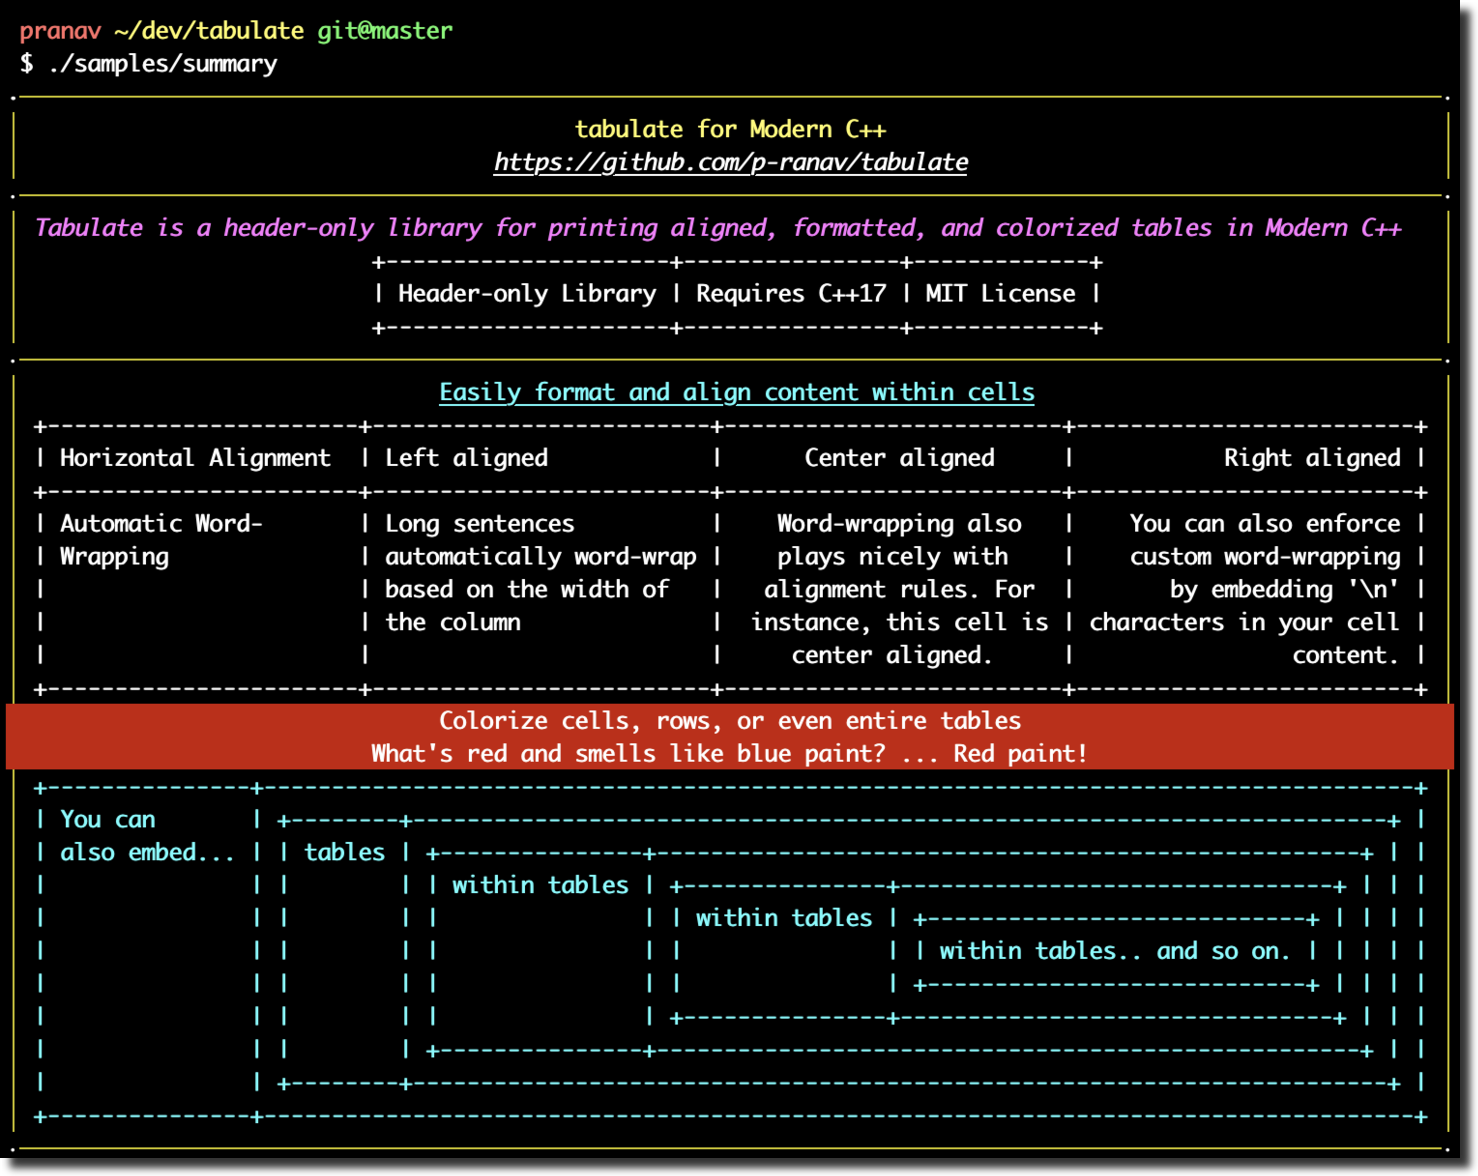 pranav ~/dev/tabulate git@master
$ ./samples/summary
tabulate for Modern C++
https://github.com/p-ranav/tabulate
Tabulate is a header-only library for printing aligned, formatted, and colorized tables in Modern C++
| Header-only Library | Requires C++17 | MIT License |
Easily format and align content within cells
| Horizontal Alignment | Left aligned | Center aligned | Right aligned |
| Automatic Word- | Long sentences | Word-wrapping also | You can also enforce |
| Wrapping | automatically word-wrap | plays nicely with | custom word-wrapping |
| | based on the width of | alignment rules. For | by embedding '\n' |
| | the column | instance, this cell is | characters in your cell |
| | | center aligned. | content. |
Colorize cells, rows, or even entire tables
What's red and smells like blue paint? ... Red paint!
| You can
| also embed... | | tables |
within tables
within tables
within tables.. and so on.